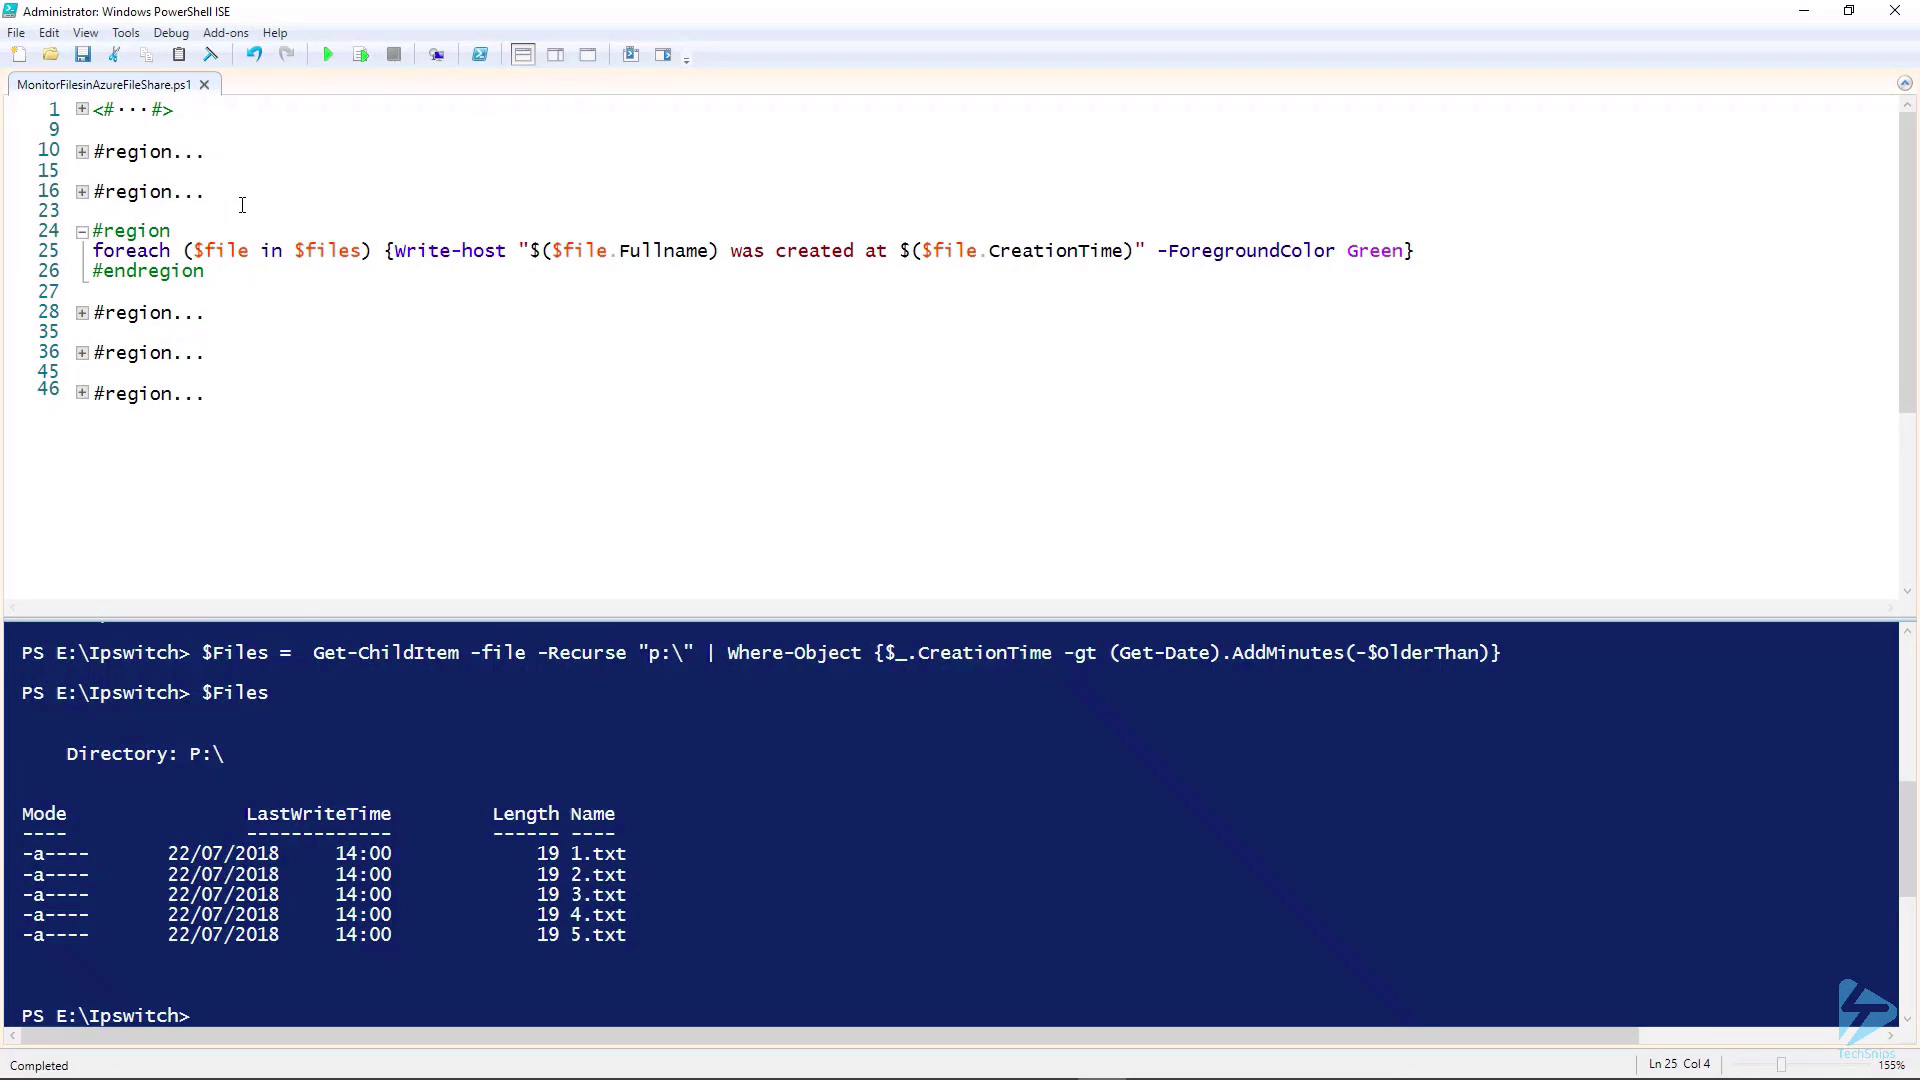 Administrator: Windows PowerShell ISE
File Edit View Tools Debug Add-ons Help
MonitorFilesinAzureFileShare.ps1
1 <#···#>
9
10 #region...
15
16 #region...
23
24 #region
25 foreach ($file in $files) {Write-host "$($file.Fullname) was created at $($file.CreationTime)" -ForegroundColor Green}
26 #endregion
27
28 #region...
35
36 #region...
45
46 #region...
PS E:\Ipswitch> $Files =  Get-ChildItem -file -Recurse "p:\" | Where-Object {$_.CreationTime -gt (Get-Date).AddMinutes(-$OlderThan)}
PS E:\Ipswitch> $Files
Directory: P:\
Mode LastWriteTime Length Name
---- ------------- ------ ----
-a---- 22/07/2018 14:00 19 1.txt
-a---- 22/07/2018 14:00 19 2.txt
-a---- 22/07/2018 14:00 19 3.txt
-a---- 22/07/2018 14:00 19 4.txt
-a---- 22/07/2018 14:00 19 5.txt
PS E:\Ipswitch>
TechSnips
Completed Ln 25 Col 4 155%